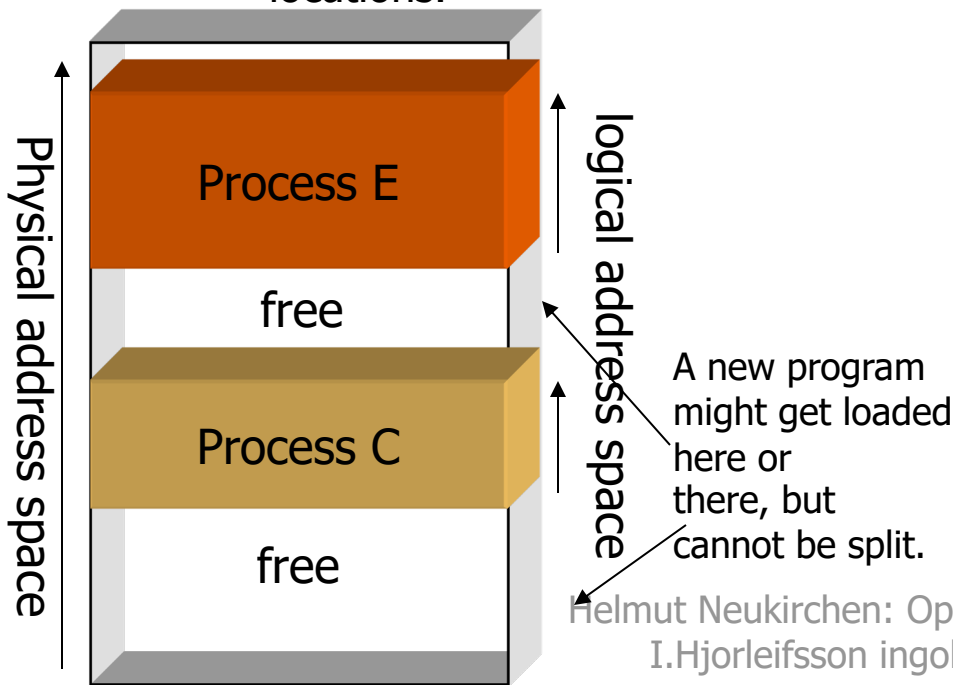 locations.
Physical address space
Process E
free
Process C
free
logical address space
A new program
might get loaded
here or
there, but
cannot be split.
Helmut Neukirchen: Op
I.Hjorleifsson